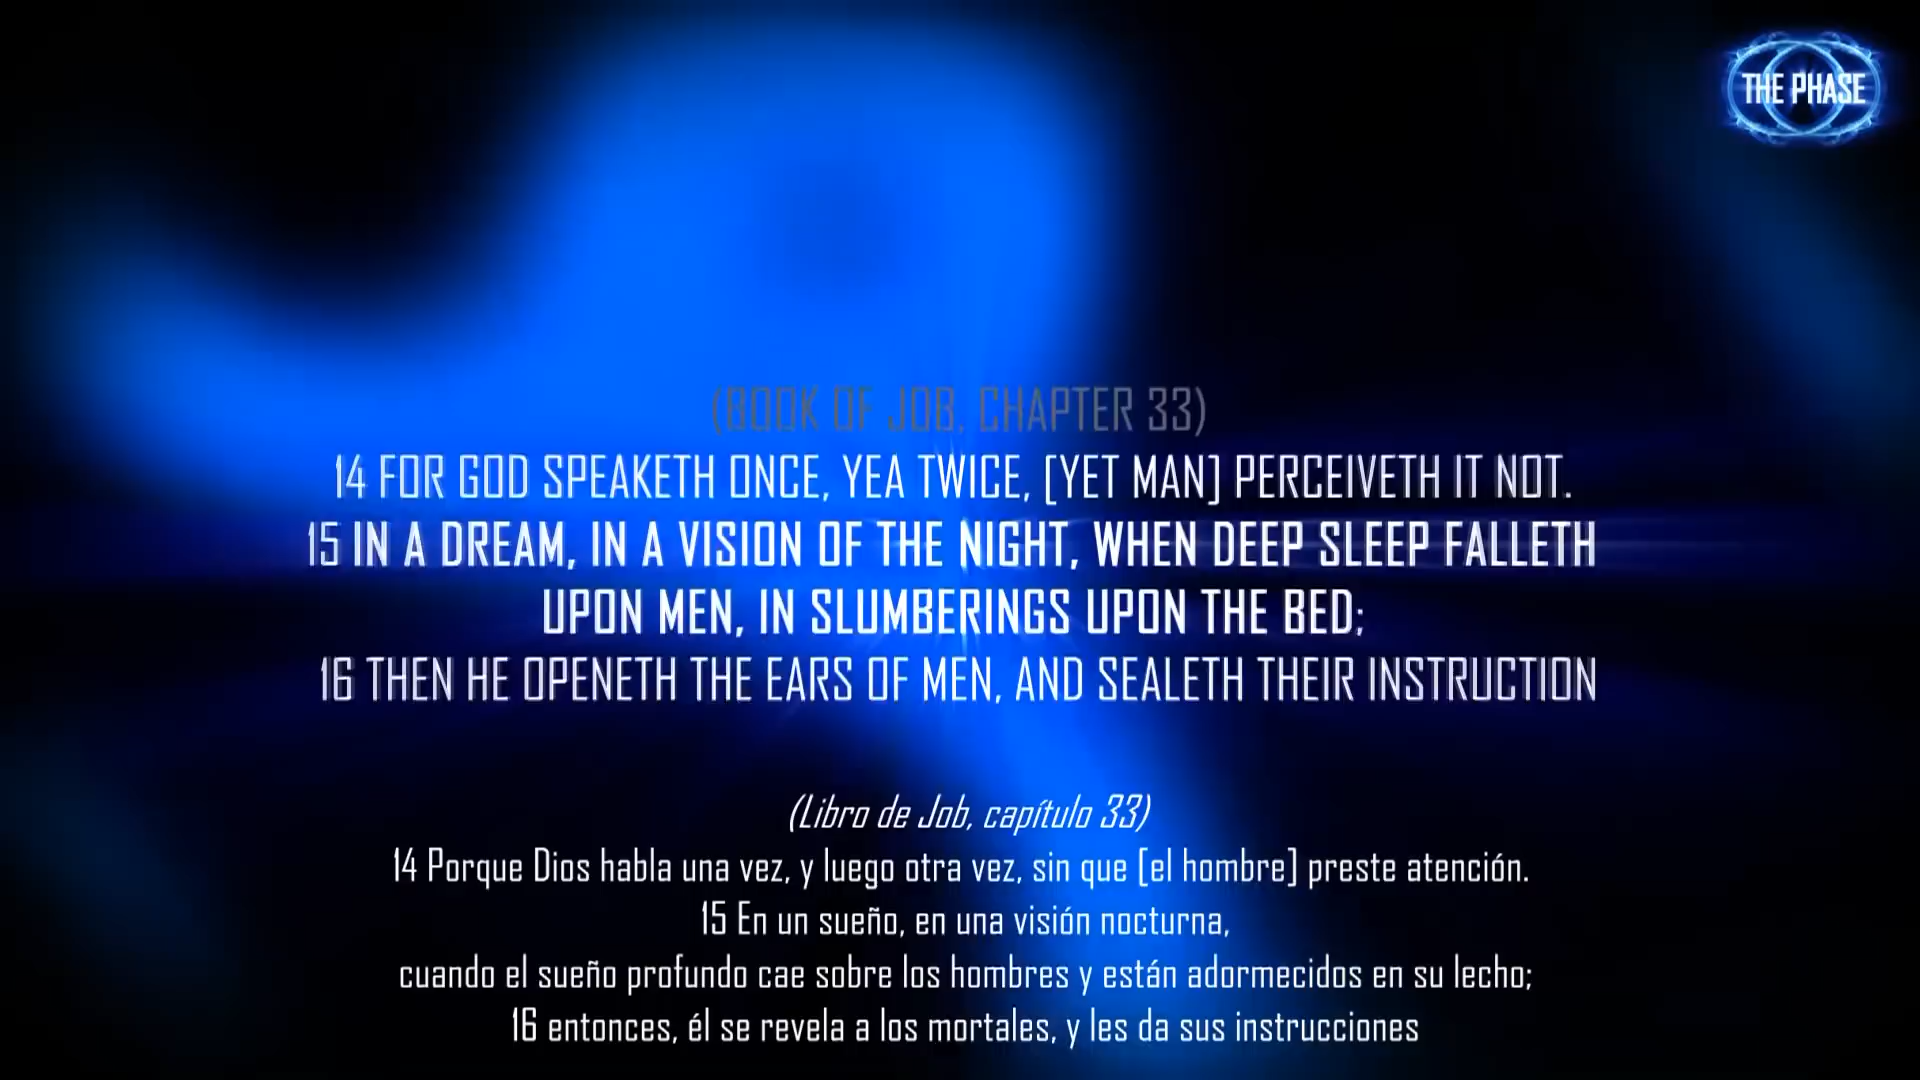 THE PHASE
(BOOK OF JOB, CHAPTER 33)
14 FOR GOD SPEAKETH ONCE, YEA TWICE, [YET MAN] PERCEIVETH IT NOT.
15 IN A DREAM, IN A VISION OF THE NIGHT, WHEN DEEP SLEEP FALLETH
UPON MEN, IN SLUMBERINGS UPON THE BED;
16 THEN HE OPENETH THE EARS OF MEN, AND SEALETH THEIR INSTRUCTION
(Libro de Job, capítulo 33)
14 Porque Dios habla una vez, y luego otra vez, sin que [el hombre] preste atención.
15 En un sueño, en una visión nocturna,
cuando el sueño profundo cae sobre los hombres y están adormecidos en su lecho;
16 entonces, él se revela a los mortales, y les da sus instrucciones